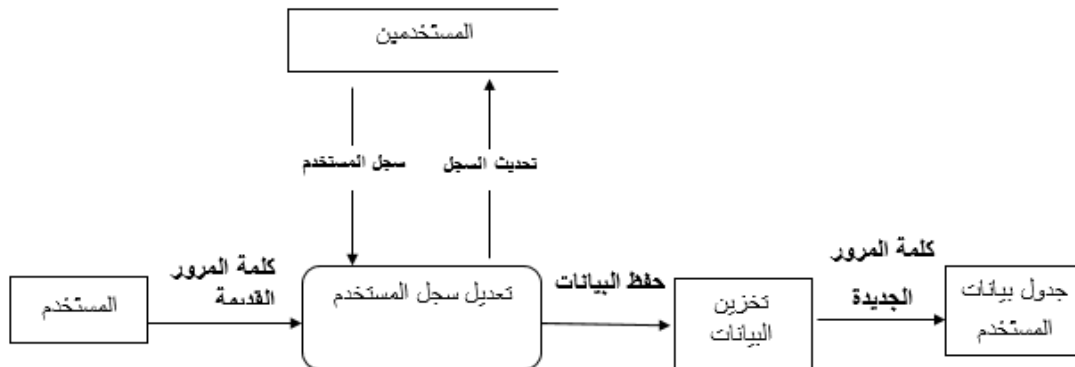 المستخدمين
سجل المستخدم
تحديث السجل
المستخدم
كلمة المرور
القديمة
تعديل سجل المستخدم
حفظ البيانات
تخزين
البيانات
كلمة المرور
الجديدة
جدول بيانات
المستخدم